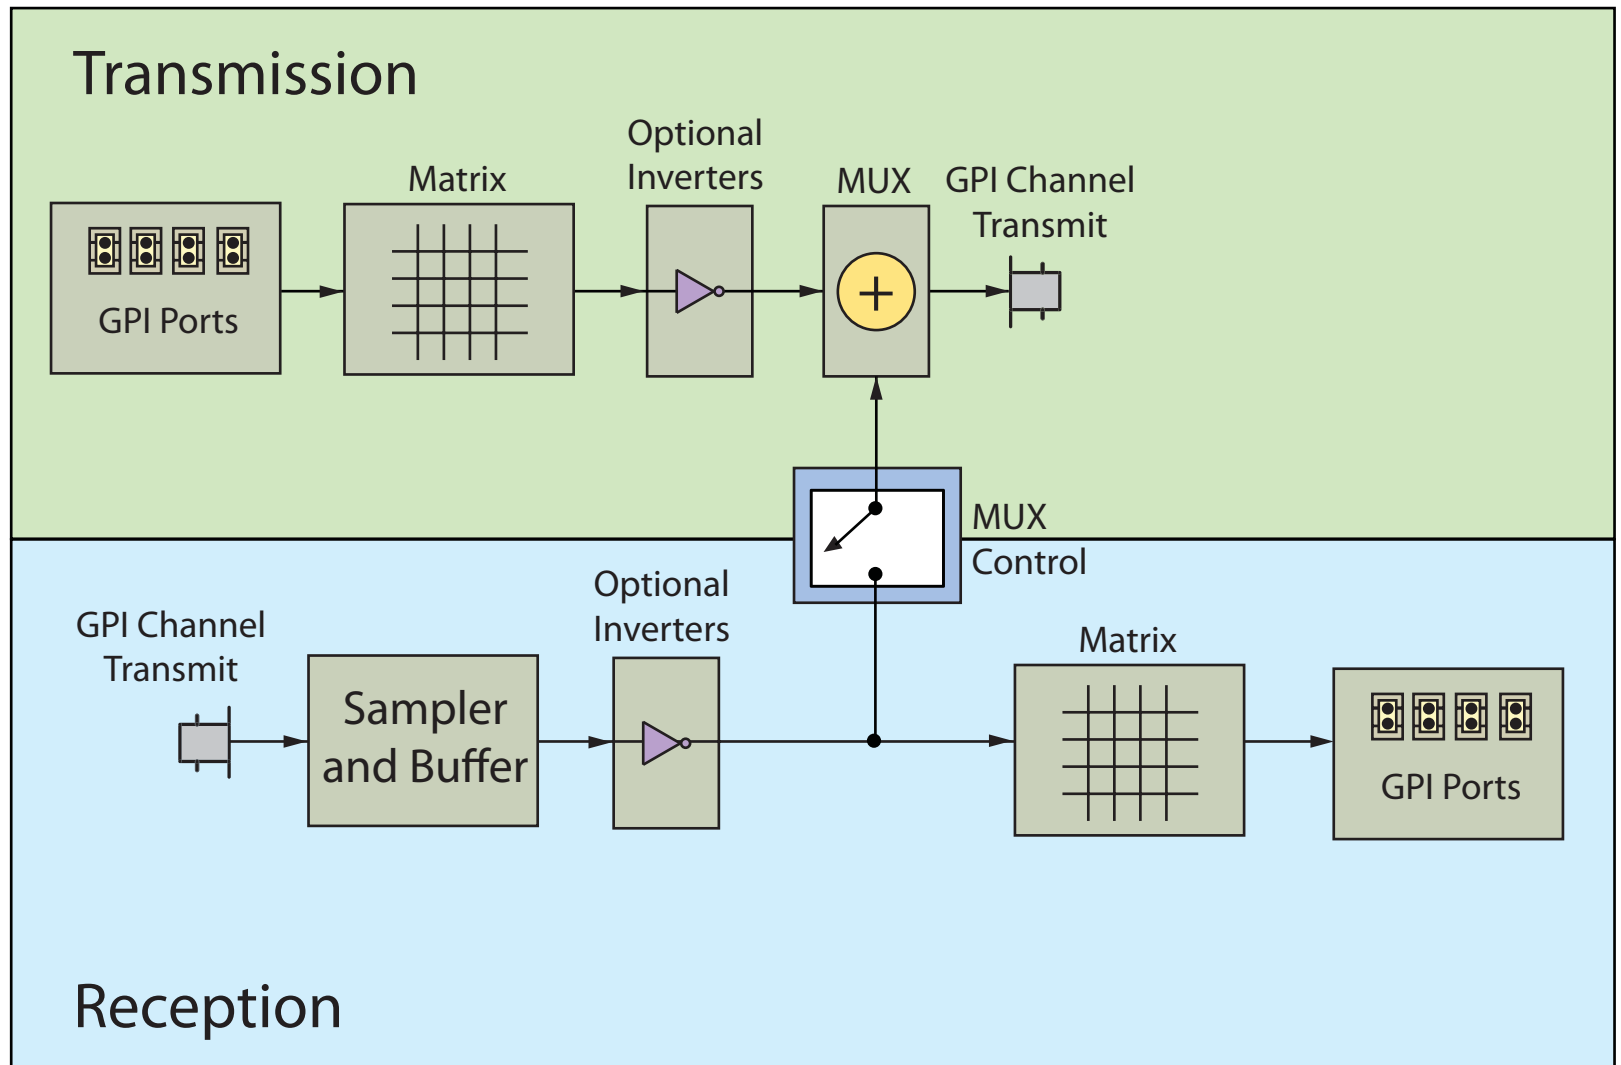 Transmission
Optional
Inverters
Matrix
MUX
GPI Channel
Transmit
GPI Ports
MUX
Control
Optional
Inverters
GPI Channel
Transmit
Matrix
Sampler
and Buffer
GPI Ports
Reception